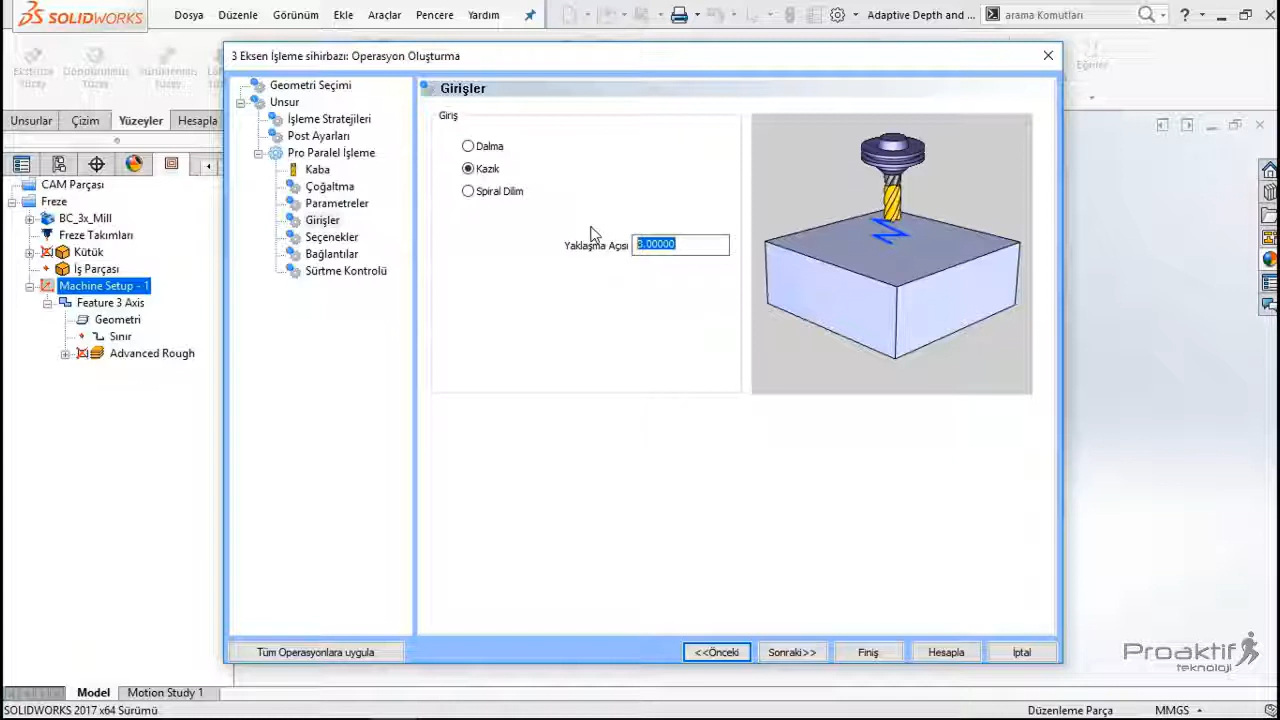 SOLIDWORKS
Dosya
Düzenle
Görünüm
Ekle
Araçlar
Pencere
Yardım
Adaptive Depth and ...
arama Komutları
?
3 Eksen İşleme sihirbazı: Operasyon Oluşturma
Unsurlar
Çizim
Yüzeyler
Hesapla
CAM Parçası
Freze
BC_3x_Mill
Freze Takımları
Kütük
İş Parçası
Machine Setup - 1
Feature 3 Axis
Geometri
Sınır
Advanced Rough
Geometri Seçimi
Unsur
İşleme Stratejileri
Post Ayarları
Pro Paralel İşleme
Kaba
Çoğaltma
Parametreler
Girişler
Seçenekler
Bağlantılar
Sürtme Kontrolü
Girişler
Giriş
Dalma
Kazık
Spiral Dilim
Yaklaşma Açısı
3.00000
Tüm Operasyonlara uygula
<<Önceki
Sonraki>>
Finiş
Hesapla
İptal
Proaktif
teknoloji
Model
Motion Study 1
SOLIDWORKS 2017 x64 Sürümü
Düzenleme Parça
MMGS